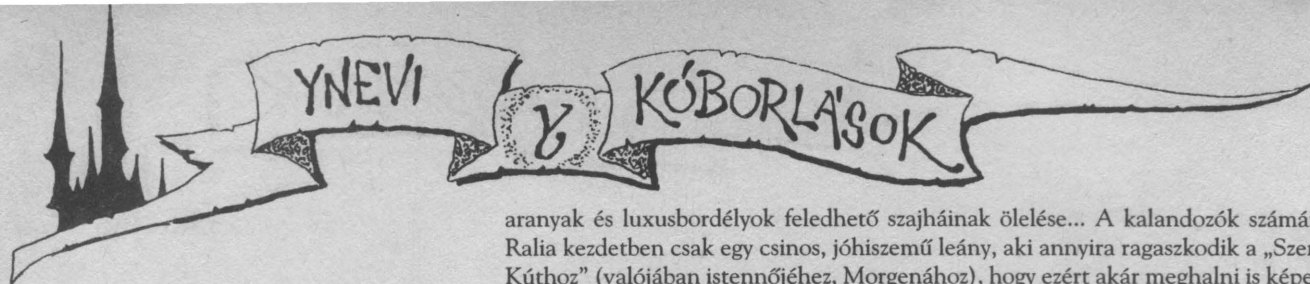 YNEVI KÓBORLÁSOK
aranyak és luxusbordélyok feledhető szajháinak ölelése... A kalandozók számá
Ralia kezdetben csak egy csinos, jóhiszemű leány, aki annyira ragaszkodik a „Szer
Kúthoz” (valójában istennőjéhez, Morgenához), hogy ezért akár meghalni is képe